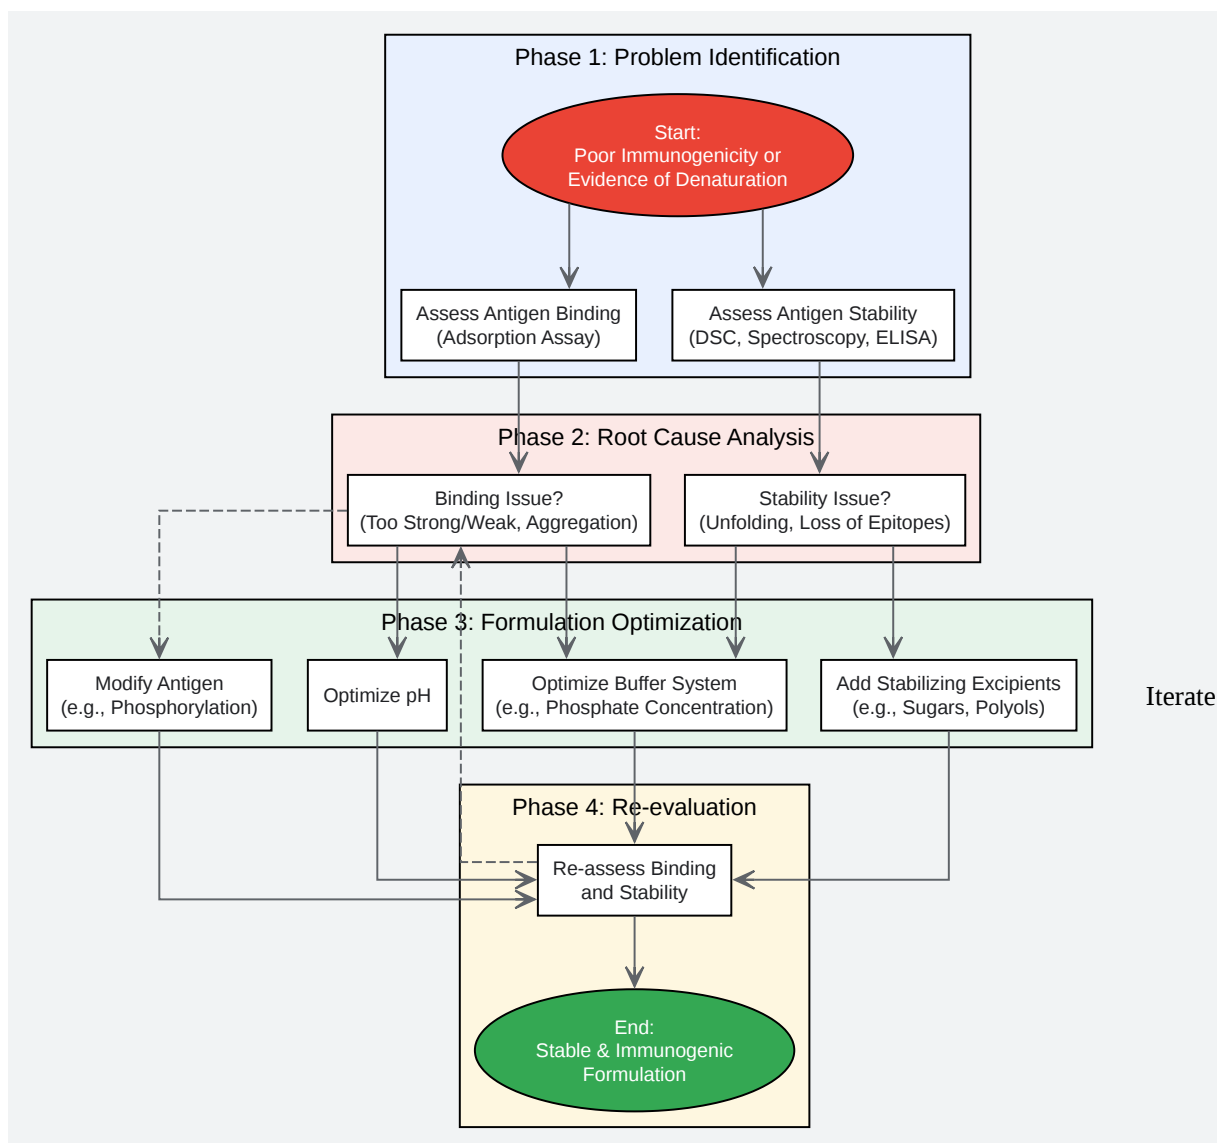 Phase 1: Problem Identification
Start:
Poor Immunogenicity or
Evidence of Denaturation
Assess Antigen Binding
(Adsorption Assay)
Assess Antigen Stability
(DSC, Spectroscopy, ELISA)
Phase 2: Root Cause Analysis
Binding Issue?
(Too Strong/Weak, Aggregation)
Stability Issue?
(Unfolding, Loss of Epitopes)
Phase 3: Formulation Optimization
Modify Antigen
(e.g., Phosphorylation)
Optimize pH
Optimize Buffer System
(e.g., Phosphate Concentration)
Add Stabilizing Excipients
(e.g., Sugars, Polyols)
Iterate
Phase 4: Re-evaluation
Re-assess Binding
and Stability
End:
Stable & Immunogenic
Formulation